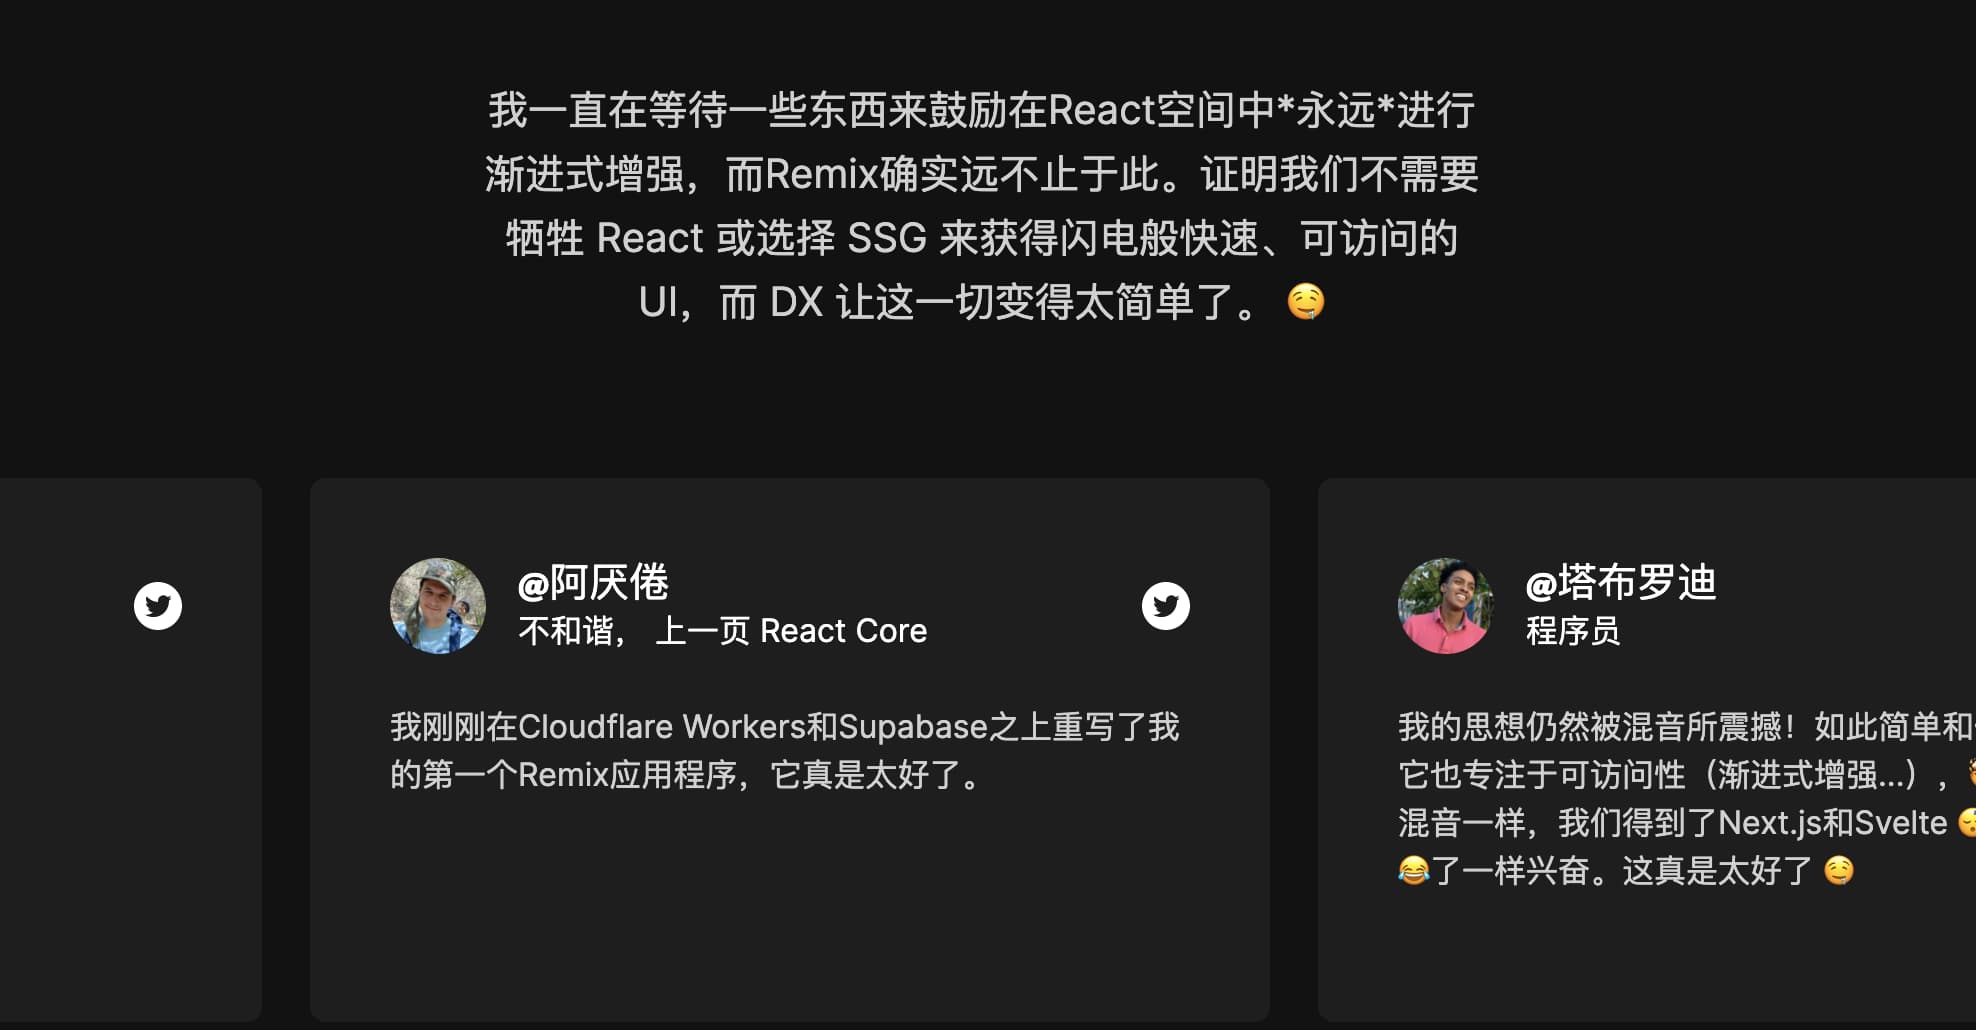 我一直在等待一些东西来鼓励在React空间中*永远*进行
渐进式增强，而Remix确实远不止于此。证明我们不需要
牺牲 React 或选择 SSG 来获得闪电般快速、可访问的
UI，而 DX 让这一切变得太简单了。 🤤
@阿厌倦
不和谐， 上一页 React Core
我刚刚在Cloudflare Workers和Supabase之上重写了我
的第一个Remix应用程序，它真是太好了。
@塔布罗迪
程序员
我的思想仍然被混音所震撼！如此简单和
它也专注于可访问性（渐进式增强...），
混音一样，我们得到了Next.js和Svelte 😴
😂了一样兴奋。这真是太好了 🤤